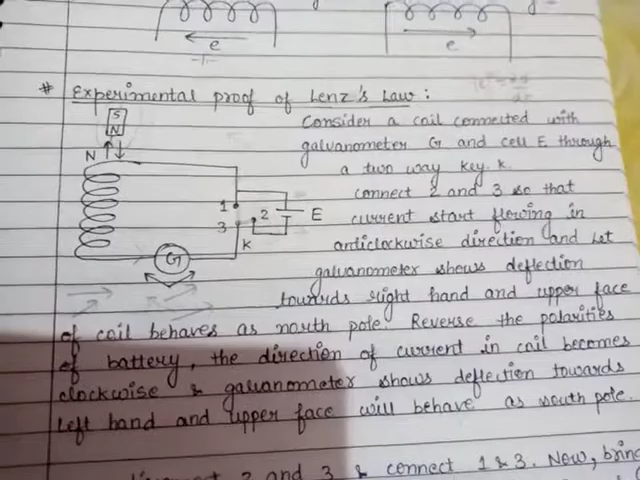 e
e
# Experimental proof of Lenz's Law :
S
N
N
1
2
3
E
K
G
Consider a coil connected with
galvanometer G and cell E through
a two way key. K.
connect 2 and 3 so that
current start flowing in
anticlockwise direction and let
galvanometer shows deflection
towards right hand and upper face
of coil behaves as north pole. Reverse the polarities
of battery, the direction of current in coil becomes
clockwise & galvanometer shows deflection towards
left hand and upper face will behave as south pole.
2 and 3 & connect 1 & 3. Now, bring